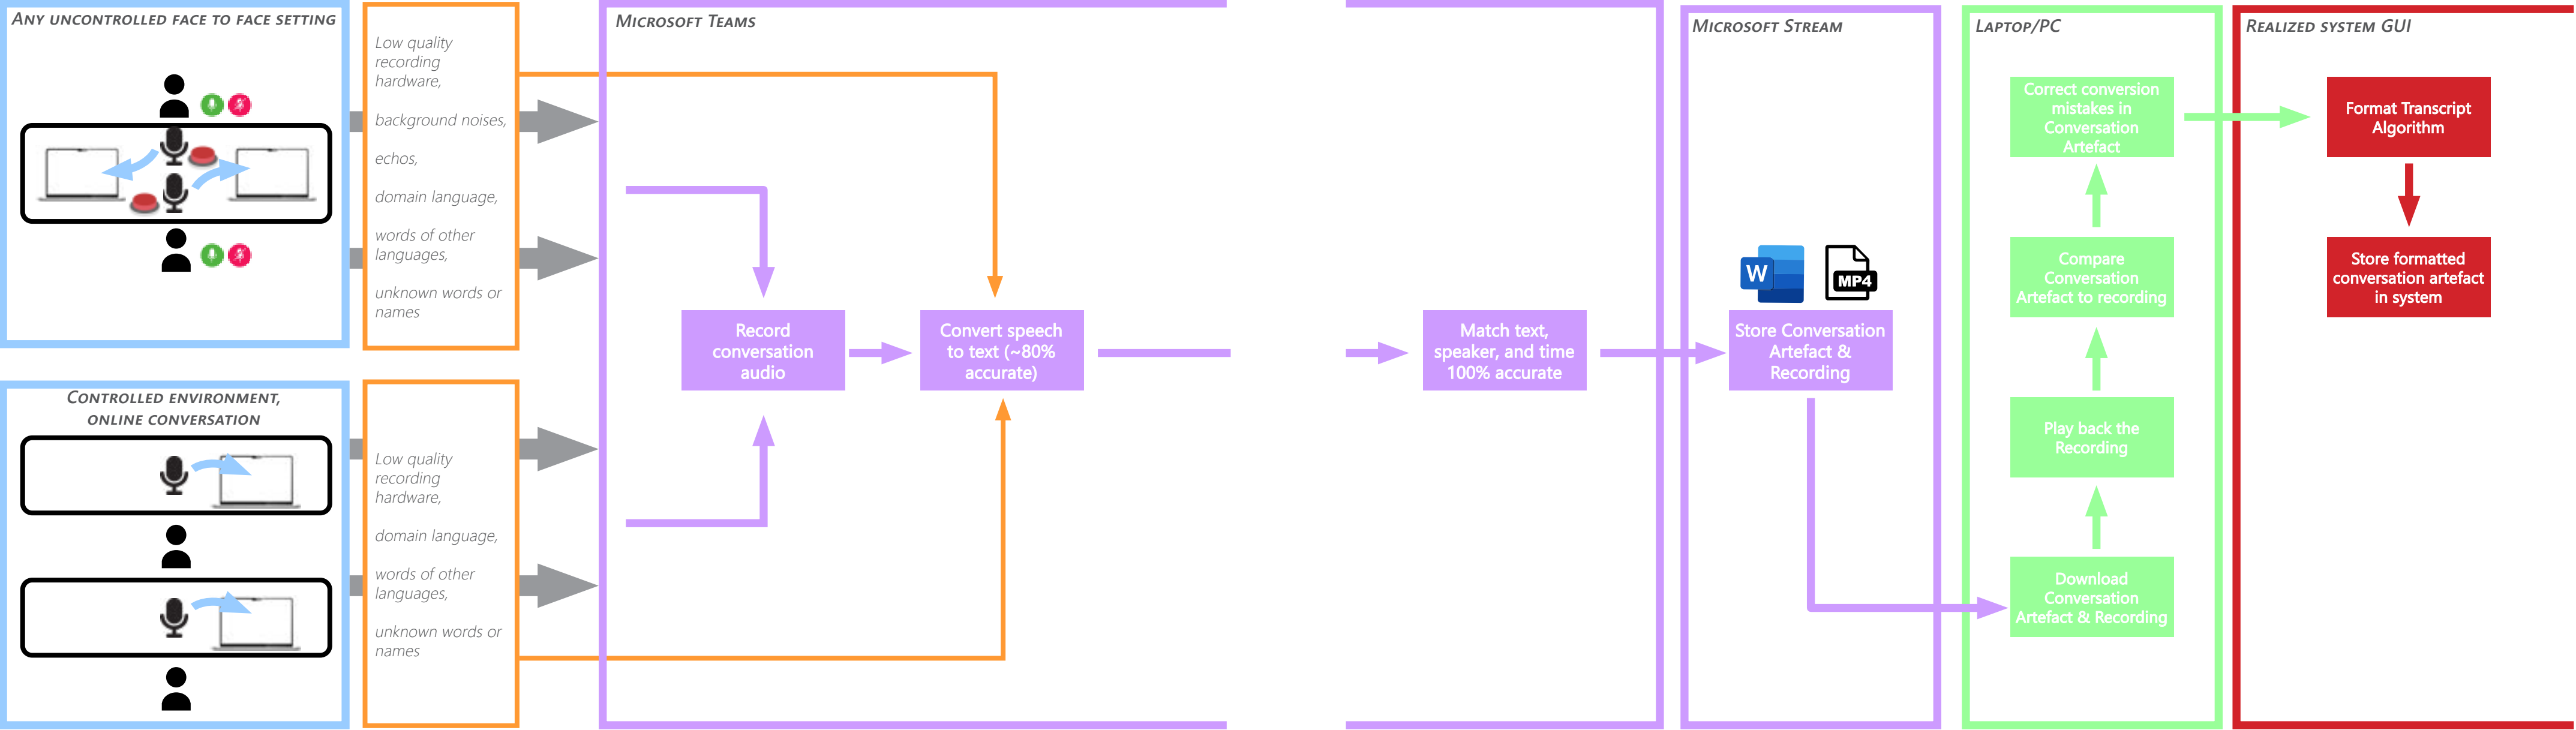 Any uncontrolled face to face setting
Low quality
recording
hardware,
background noises,
echos,
domain language,
words of other
languages,
unknown words or
names
Controlled environment,
online conversation
Low quality
recording
hardware,
domain language,
words of other
languages,
unknown words or
names
Microsoft Teams
Record
conversation
audio
Convert speech
to text (~80%
accurate)
Match text,
speaker, and time
100% accurate
Microsoft Stream
W
MP4
Store Conversation
Artefact &
Recording
Laptop/PC
Correct conversion
mistakes in
Conversation
Artefact
Compare
Conversation
Artefact to recording
Play back the
Recording
Download
Conversation
Artefact & Recording
Realized system GUI
Format Transcript
Algorithm
Store formatted
conversation artefact
in system